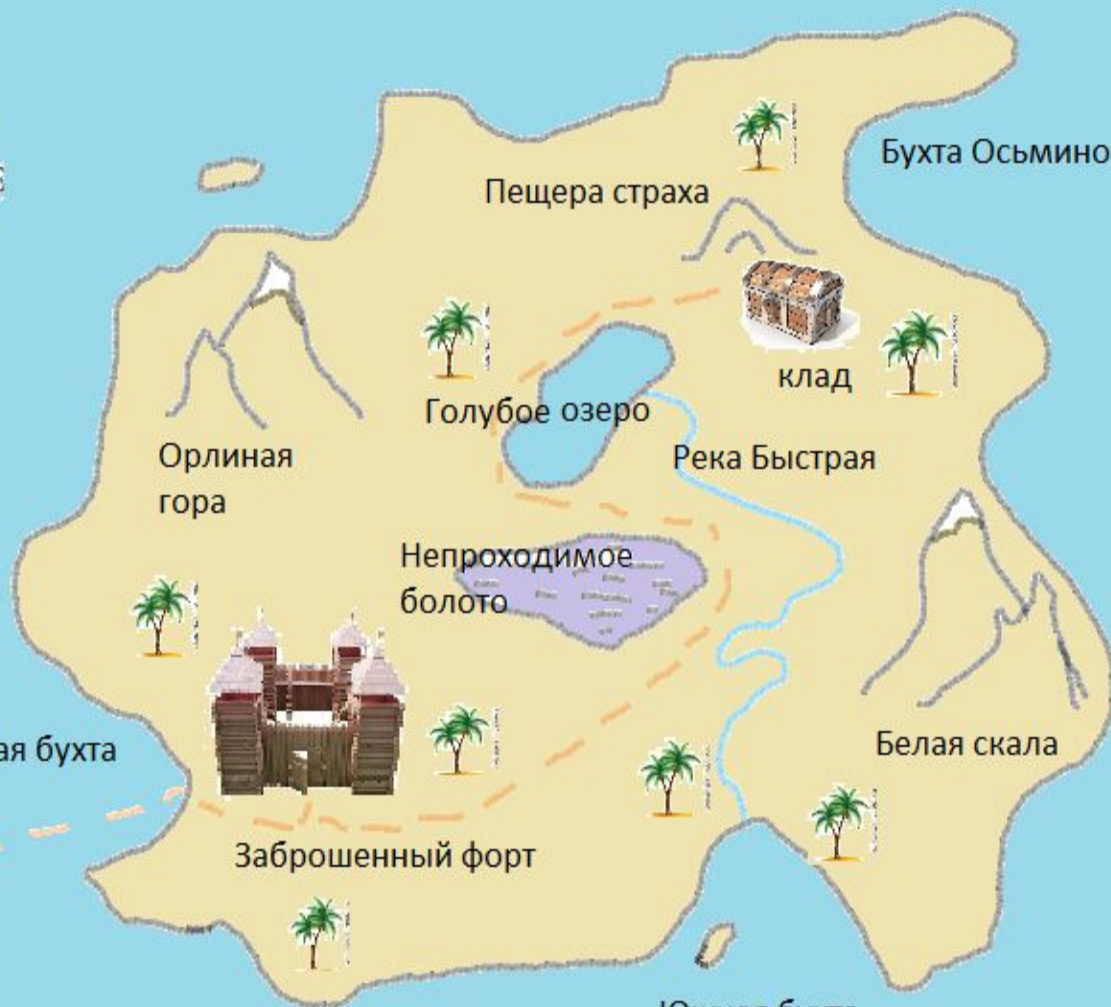 Бухта Осьмино
Пещера страха
клад
Голубое озеро
Орлиная
гора
Река Быстрая
Непроходимое
болото
ая бухта
Белая скала
Заброшенный форт